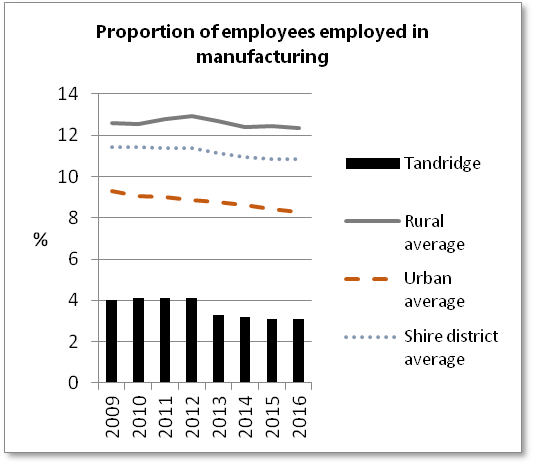 Proportion of employees employed in
manufacturing
14
12
10
8
6
4
2
0
%
2009
2010
2011
2012
2013
2014
2015
2016
Tandridge
Rural
average
Urban
average
Shire district
average